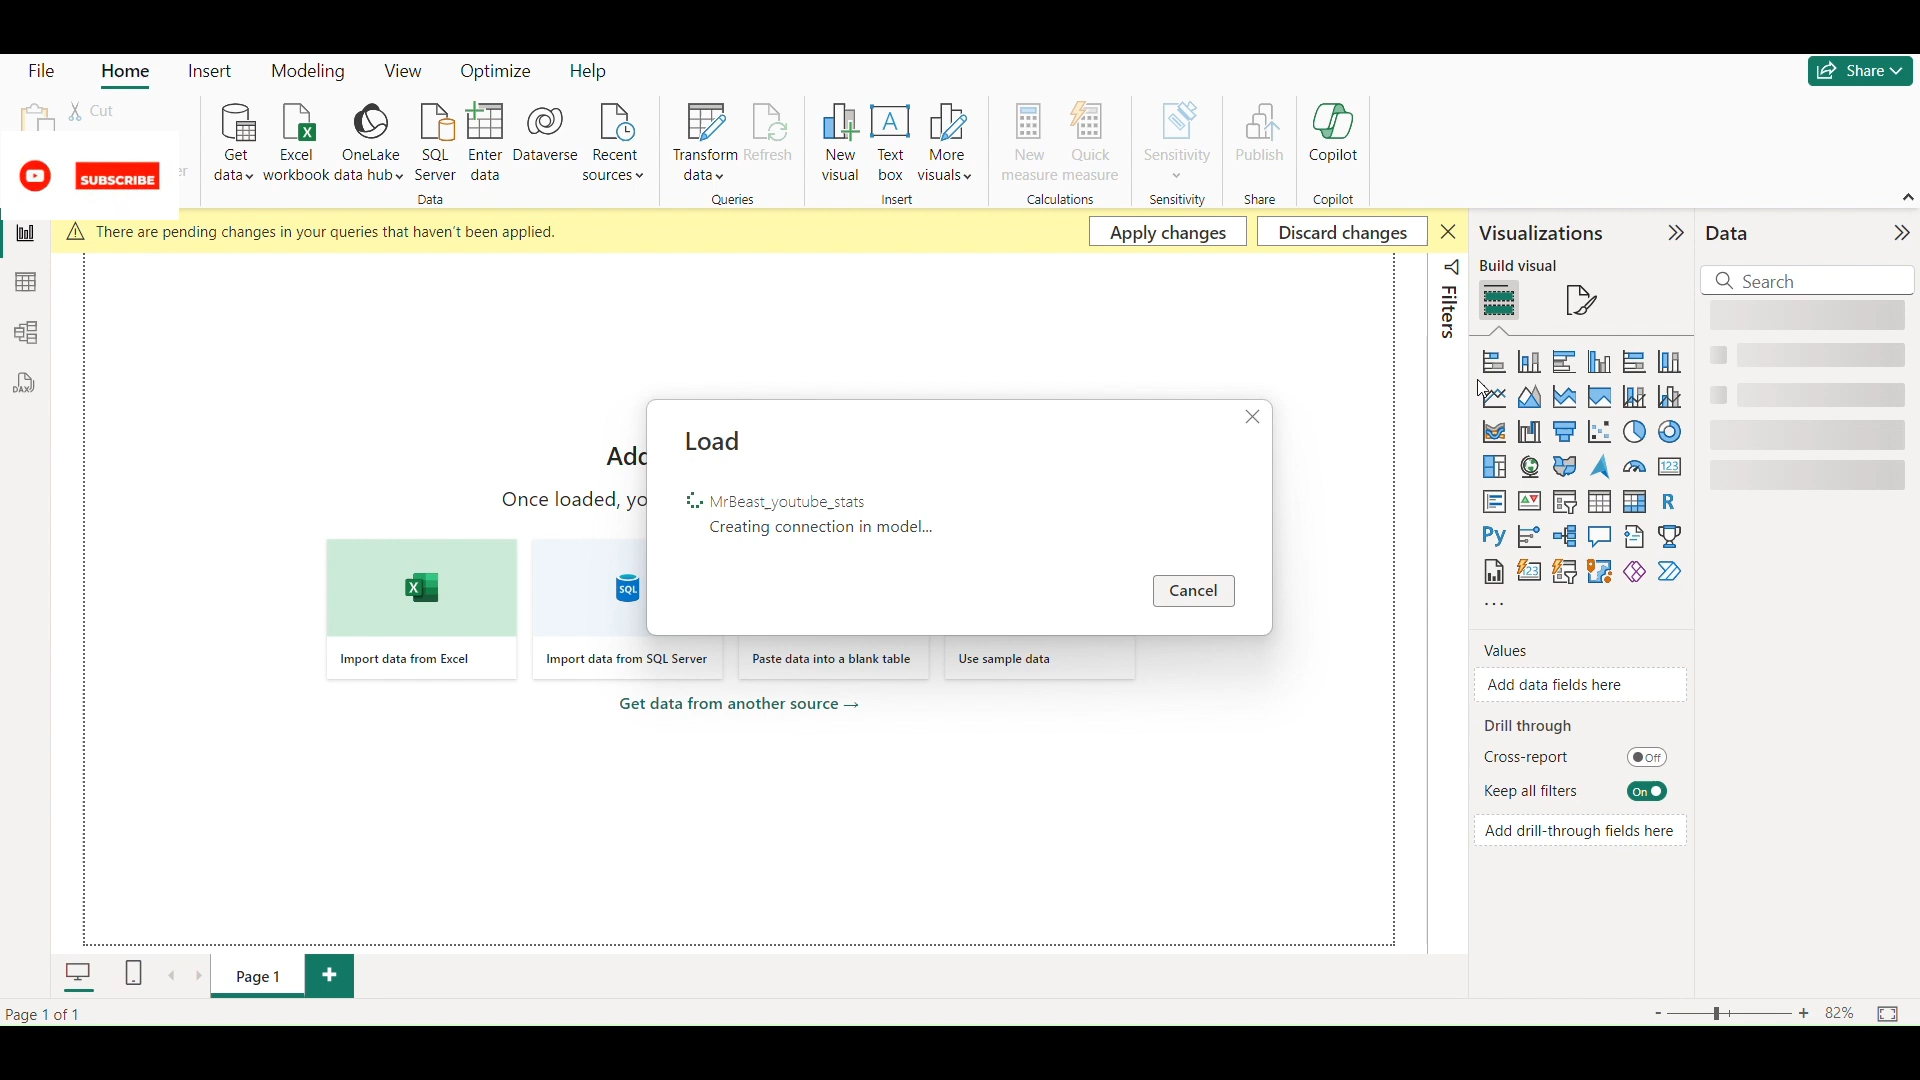 File Home Insert Modeling View Optimize Help Share
Cut
SUBSCRIBE
Get data
Excel workbook
OneLake data hub
SQL Server
Enter data
Dataverse
Recent sources
Data
Transform data
Refresh
Queries
New visual
Text box
More visuals
Insert
New measure
Quick measure
Calculations
Sensitivity
Sensitivity
Publish
Share
Copilot
Copilot
There are pending changes in your queries that haven't been applied. Apply changes Discard changes
Filters
Load
MrBeast_youtube_stats
Creating connection in model...
Cancel
Once loaded, yo
Import data from Excel
SQL
Import data from SQL Server
Paste data into a blank table
Use sample data
Get data from another source →
Visualizations
Build visual
123
R
Py
123
Values
Add data fields here
Drill through
Cross-report Off
Keep all filters On
Add drill-through fields here
Data
Search
DAX
Page 1
Page 1 of 1
82%